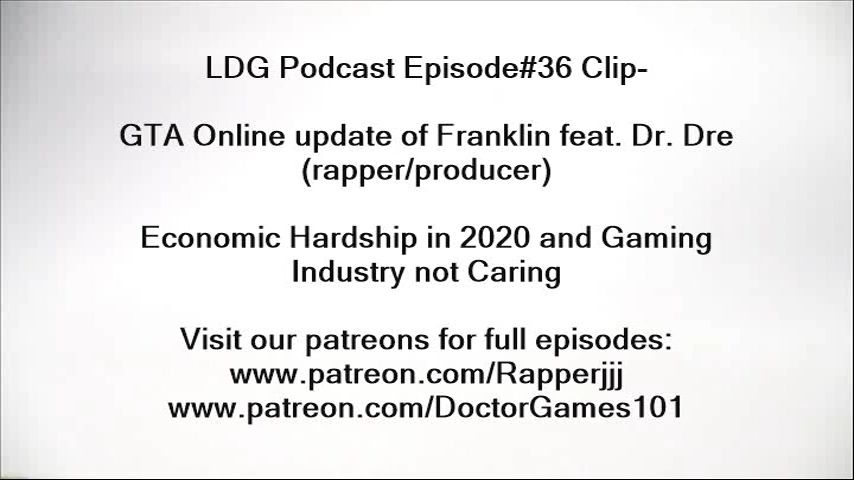 LDG Podcast Episode#36 Clip-
GTA Online update of Franklin feat. Dr. Dre
(rapper/producer)
Economic Hardship in 2020 and Gaming
Industry not Caring
Visit our patreons for full episodes:
www.patreon.com/Rapperjjj
www.patreon.com/DoctorGames101